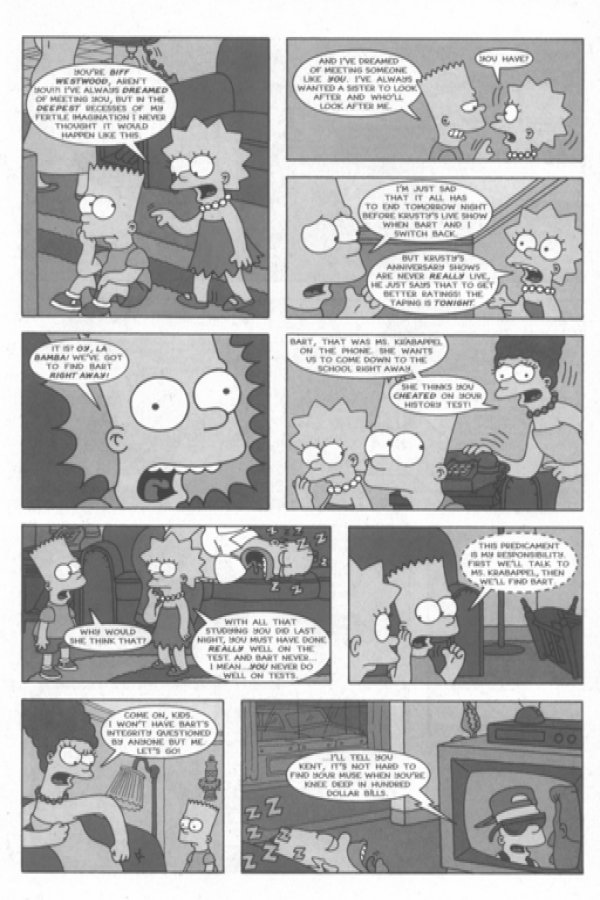 YOU'RE BIFF
WESTWOOD, AREN'T
YOU?! I'VE ALWAYS DREAMED
OF MEETING YOU, BUT IN THE
DEEPEST RECESSES OF MY
FERTILE IMAGINATION I NEVER
THOUGHT IT WOULD
HAPPEN LIKE THIS.
AND I'VE DREAMED
OF MEETING SOMEONE
LIKE YOU. I'VE ALWAYS
WANTED A SISTER TO LOOK
AFTER AND WHO'LL
LOOK AFTER ME.
YOU HAVE?
I'M JUST SAD
THAT IT ALL HAS
TO END TOMORROW NIGHT
BEFORE KRUSTY'S LIVE SHOW
WHEN BART AND I
SWITCH BACK.
BUT KRUSTY'S
ANNIVERSARY SHOWS
ARE NEVER REALLY LIVE,
HE JUST SAYS THAT TO GET
BETTER RATINGS! THE
TAPING IS TONIGHT.
IT IS? OY, LA
BAMBA! WE'VE GOT
TO FIND BART
RIGHT AWAY!
BART, THAT WAS MS. KRABAPPEL
ON THE PHONE. SHE WANTS
US TO COME DOWN TO THE
SCHOOL RIGHT AWAY.
SHE THINKS YOU
CHEATED ON YOUR
HISTORY TEST!
WHY WOULD
SHE THINK THAT?
WITH ALL THAT
STUDYING YOU DID LAST
NIGHT, YOU MUST HAVE DONE
REALLY WELL ON THE
TEST. AND BART NEVER...
I MEAN...YOU NEVER DO
WELL ON TESTS.
Z Z Z Z
THIS PREDICAMENT
IS MY RESPONSIBILITY.
FIRST WE'LL TALK TO
MS. KRABAPPEL, THEN
WE'LL FIND BART.
COME ON, KIDS.
I WON'T HAVE BART'S
INTEGRITY QUESTIONED
BY ANYONE BUT ME.
LET'S GO!
...I'LL TELL YOU
KENT, IT'S NOT HARD TO
FIND YOUR MUSE WHEN YOU'RE
KNEE DEEP IN HUNDRED
DOLLAR BILLS.
Z Z Z Z Z Z